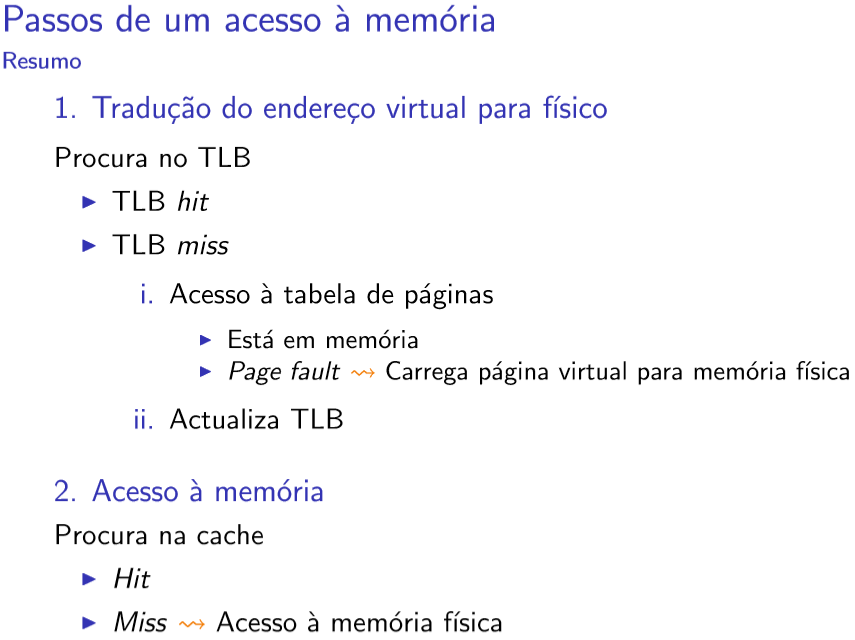 Passos de um acesso à memória
Resumo
1. Tradução do endereço virtual para físico
Procura no TLB
▶ TLB hit
▶ TLB miss
i. Acesso à tabela de páginas
▶ Está em memória
▶ Page fault ⇝ Carrega página virtual para memória física
ii. Actualiza TLB
2. Acesso à memória
Procura na cache
▶ Hit
▶ Miss ⇝ Acesso à memória física